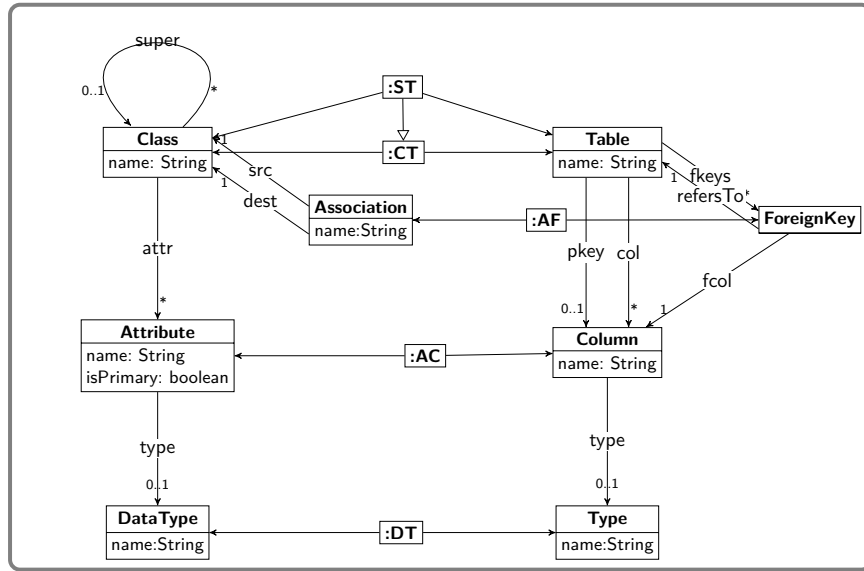 super
0..1
*
:ST
Class
name: String
1
:CT
Table
name: String
src
1
dest
1
fkeys
refersTo
*
Association
name:String
:AF
ForeignKey
attr
pkey
col
fcol
*
0..1
*
1
Attribute
name: String
isPrimary: boolean
:AC
Column
name: String
type
type
0..1
0..1
DataType
name:String
:DT
Type
name:String